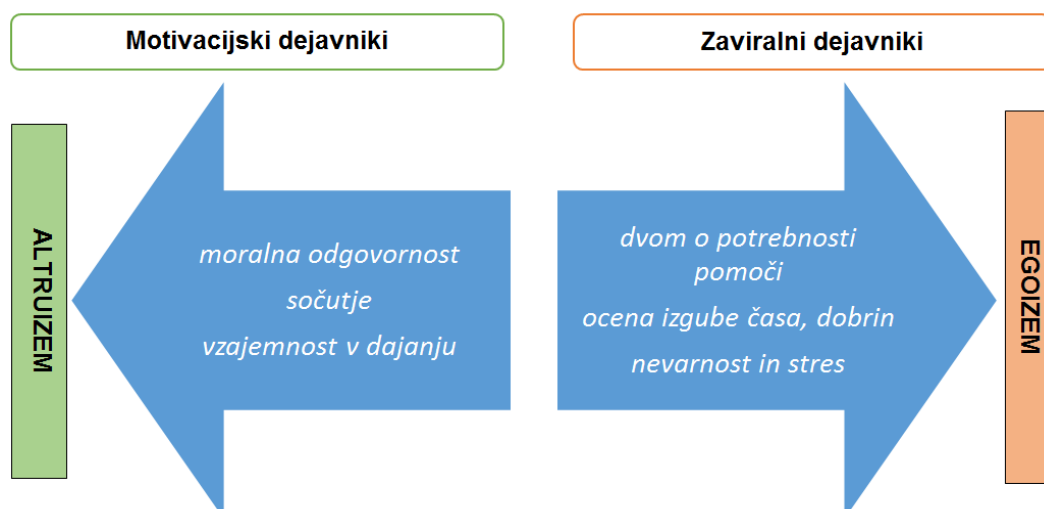 Motivacijski dejavniki
Zaviralni dejavniki
ALTRUIZEM
moralna odgovornost
sočutje
vzajemnost v dajanju
dvom o potrebnosti
pomoči
ocena izgube časa, dobrin
nevarnost in stres
EGOIZEM